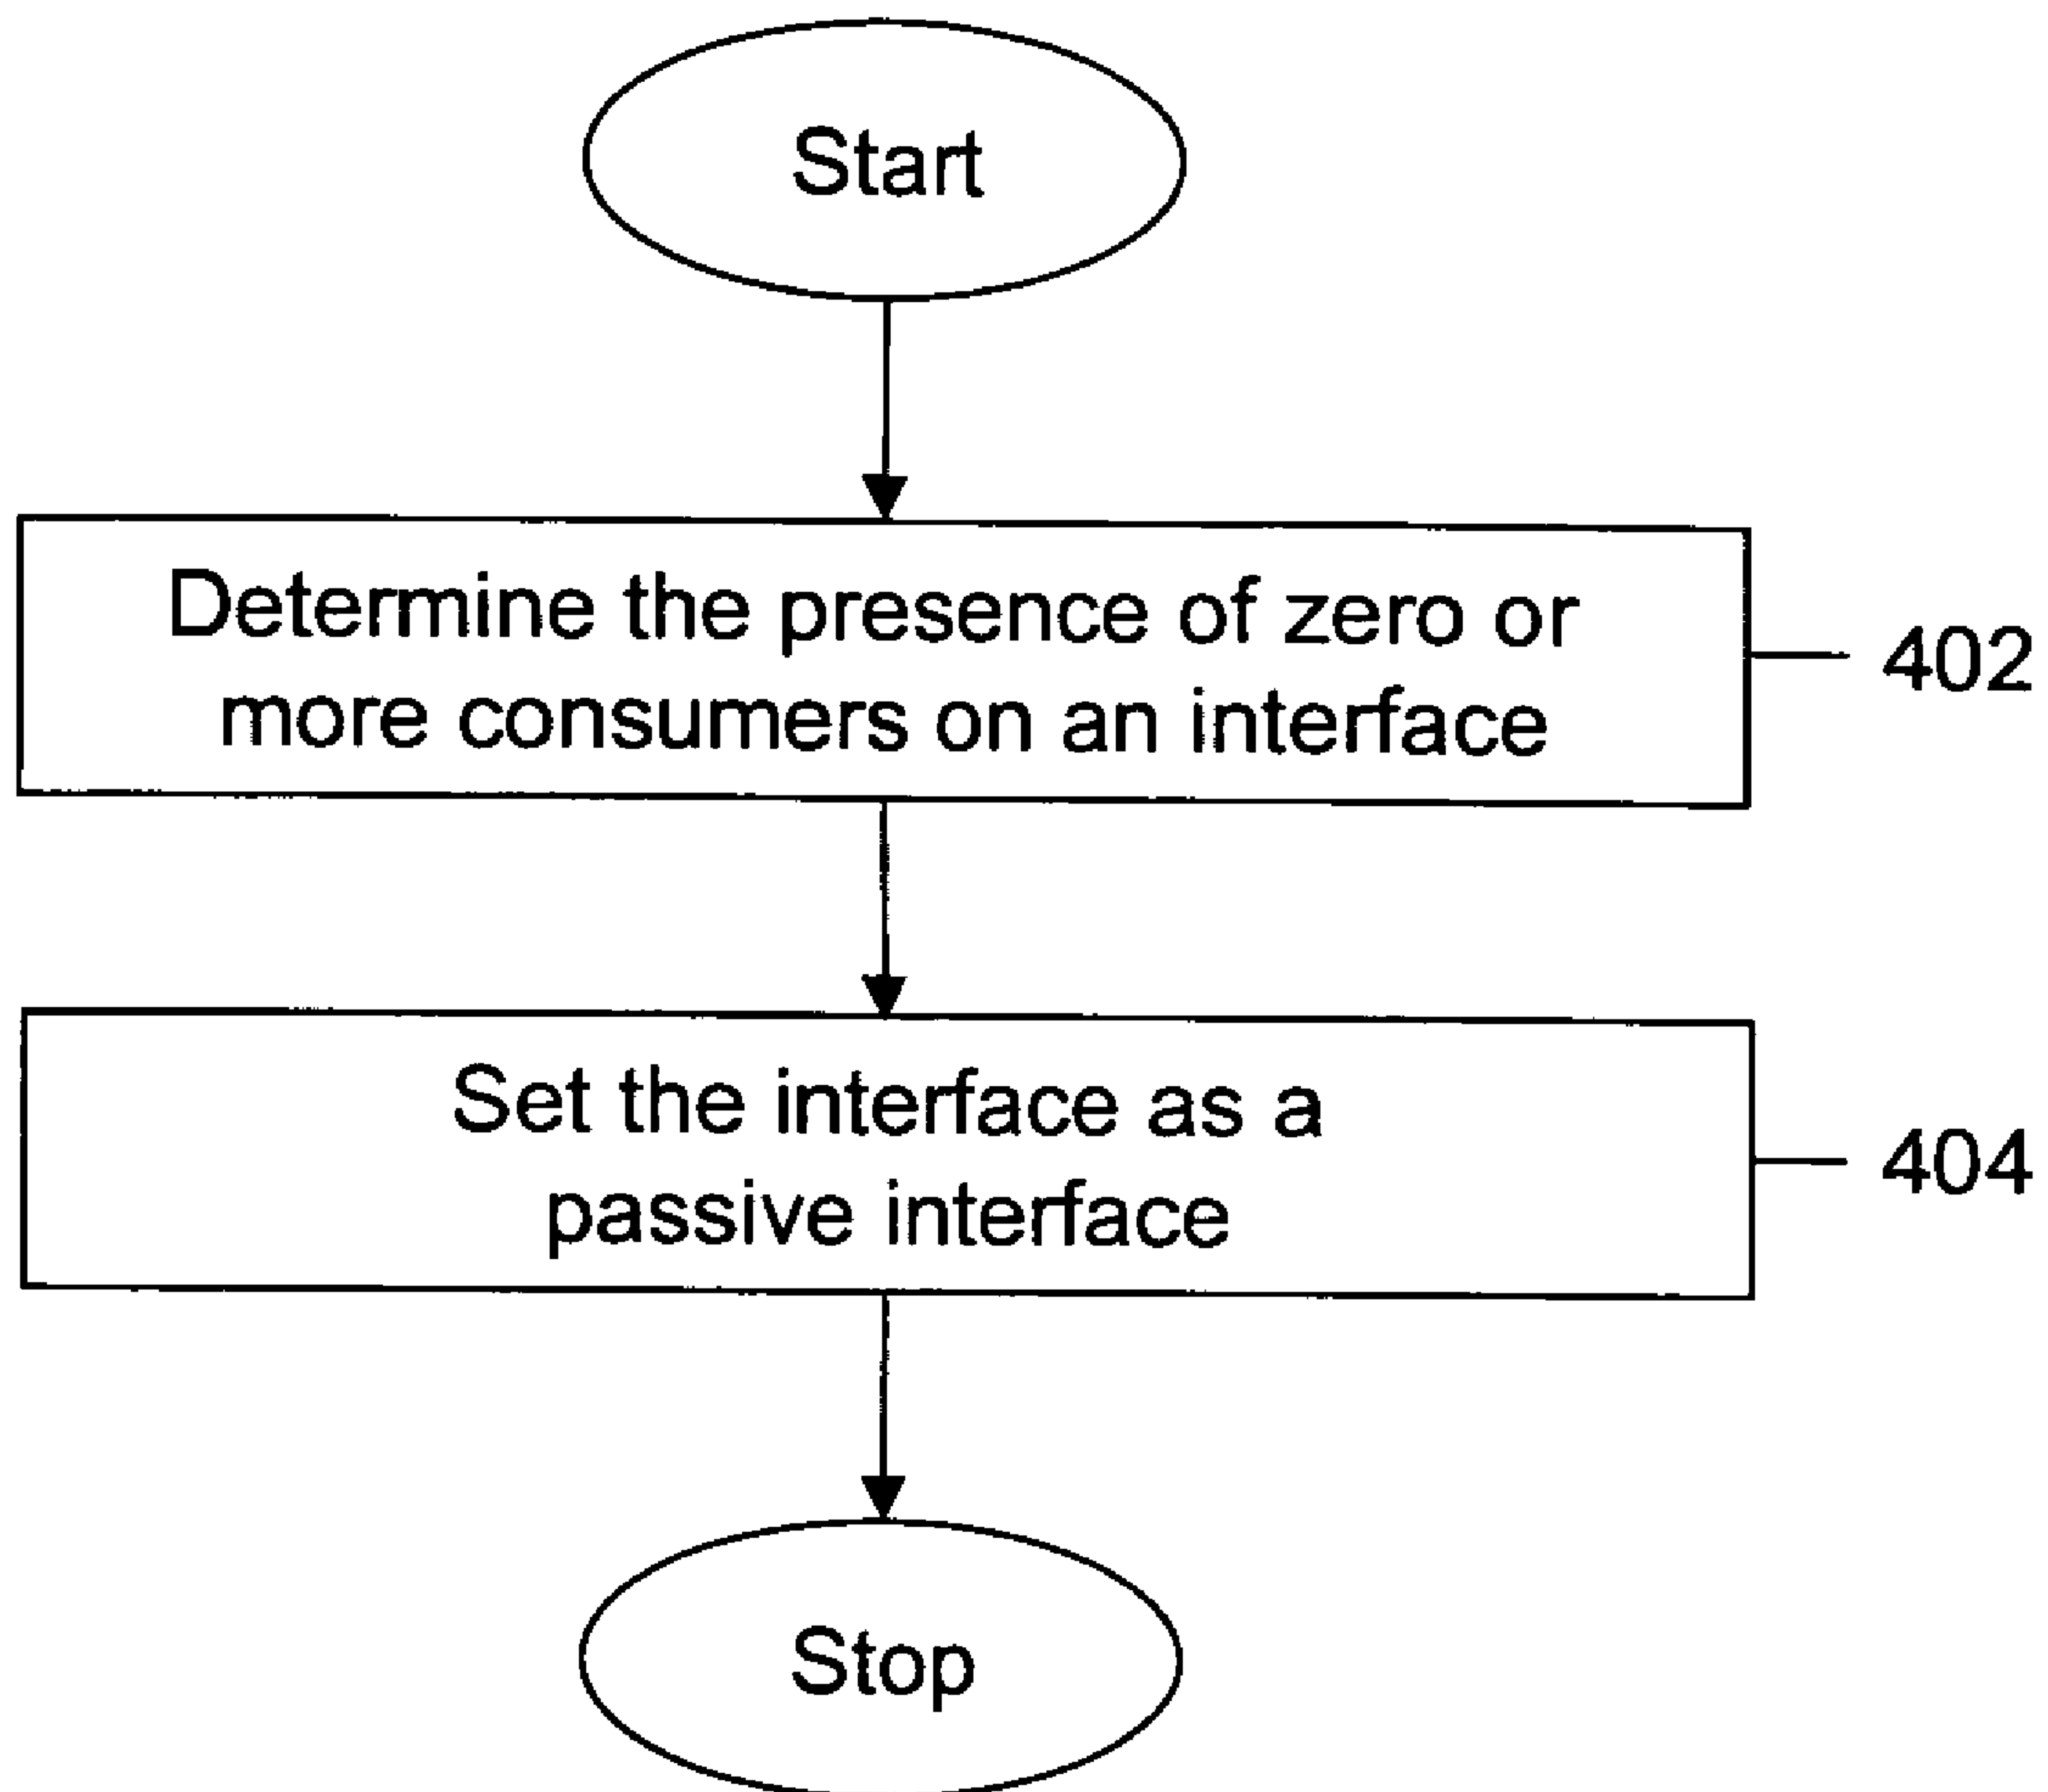 Start
Determine the presence of zero or
more consumers on an interface
402
Set the interface as a
passive interface
404
Stop